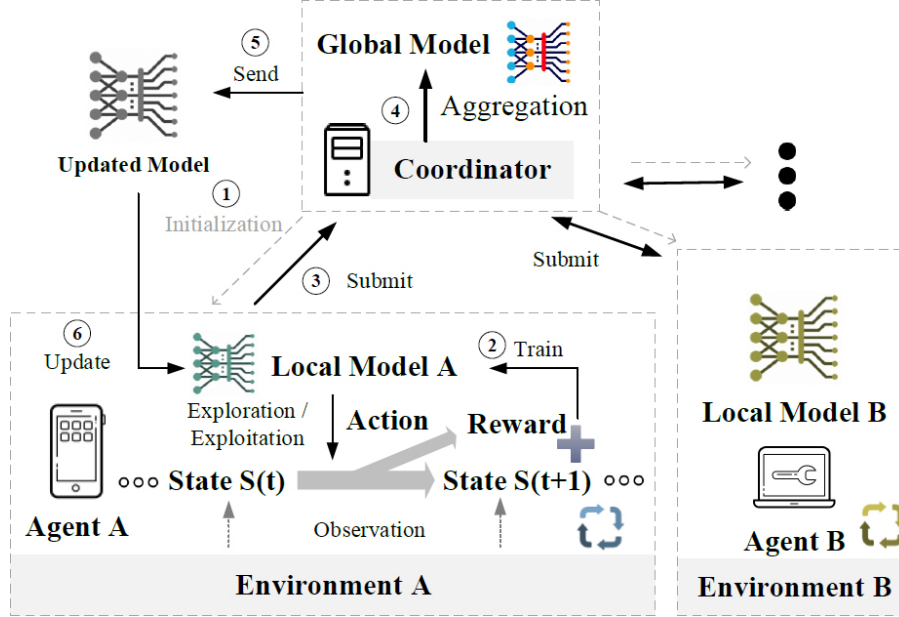 5
Send
Global Model
Aggregation
4
Coordinator
Updated Model
1
Initialization
3 Submit
Submit
6
Update
Local Model A
2 Train
Exploration /
Exploitation
Action
Reward
State S(t)
State S(t+1)
Agent A
Observation
Environment A
Local Model B
Agent B
Environment B